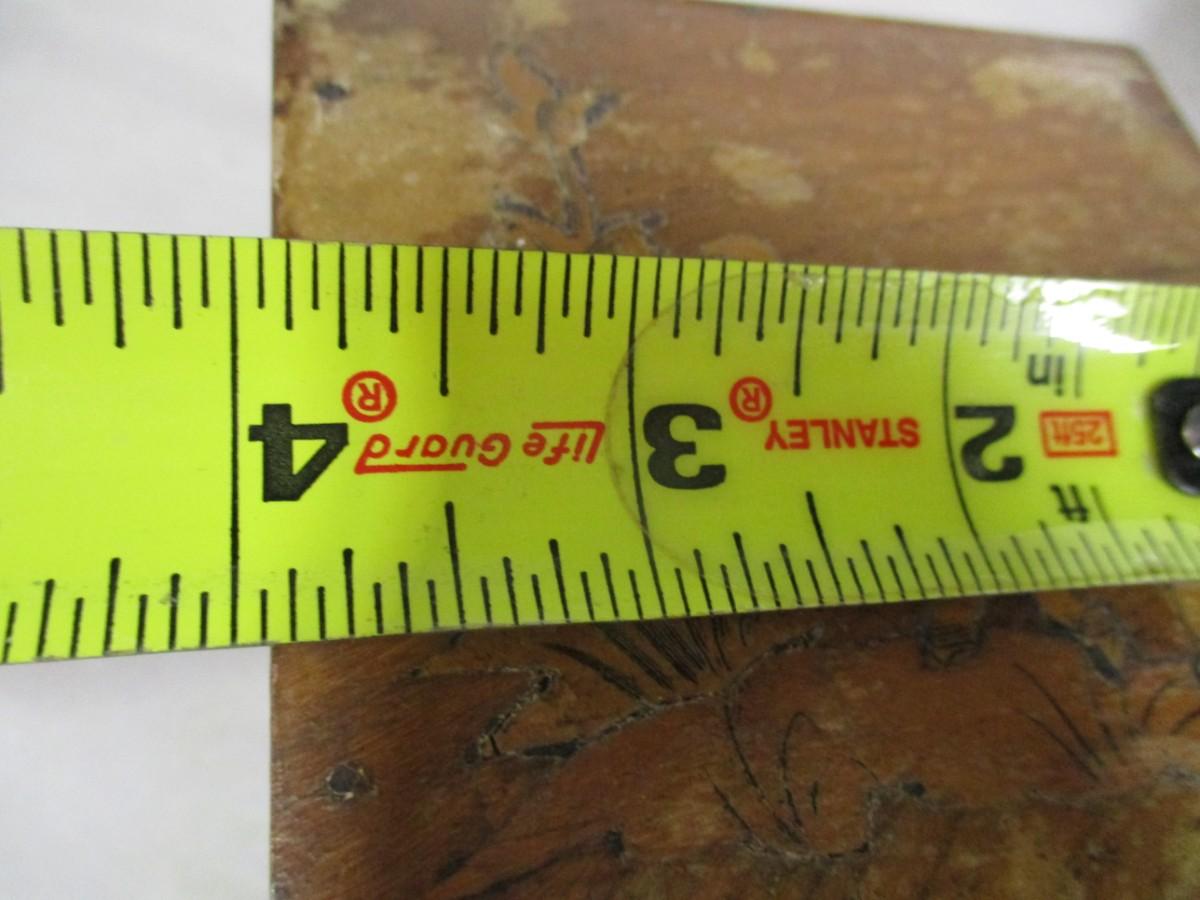 25ft
2
in
ft
STANLEY®
3
Life Guard®
4